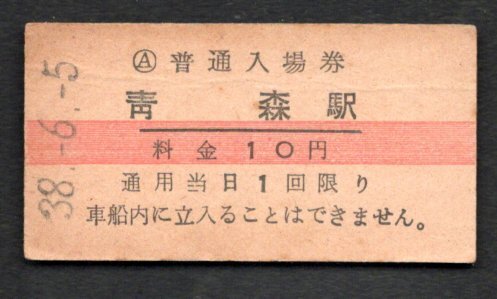 Ⓐ普通入場券
青森駅
料金10円
通用当日1回限り
車船内に立入ることはできません。
38.-6.-5